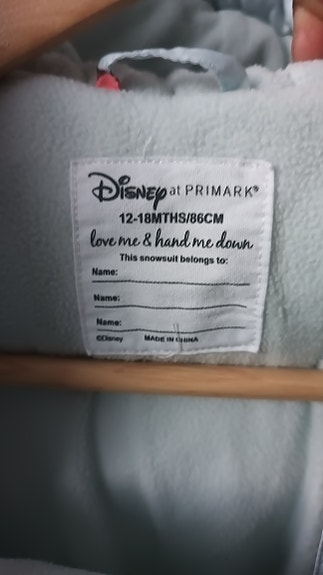 Disney at PRIMARK®
12-18MTHS/86CM
love me & hand me down
This snowsuit belongs to:
Name:
Name:
Name:
©Disney MADE IN CHINA